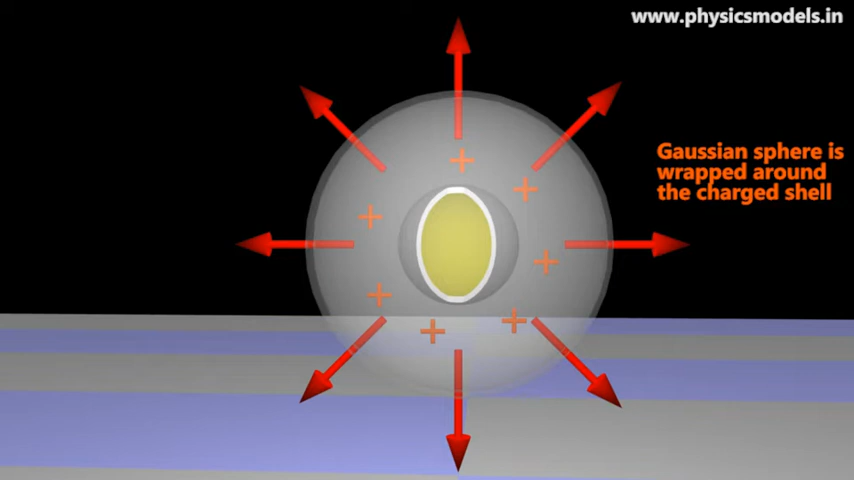 www.physicsmodels.in
Gaussian sphere is
wrapped around
the charged shell
+
+
+
+
+
+
+